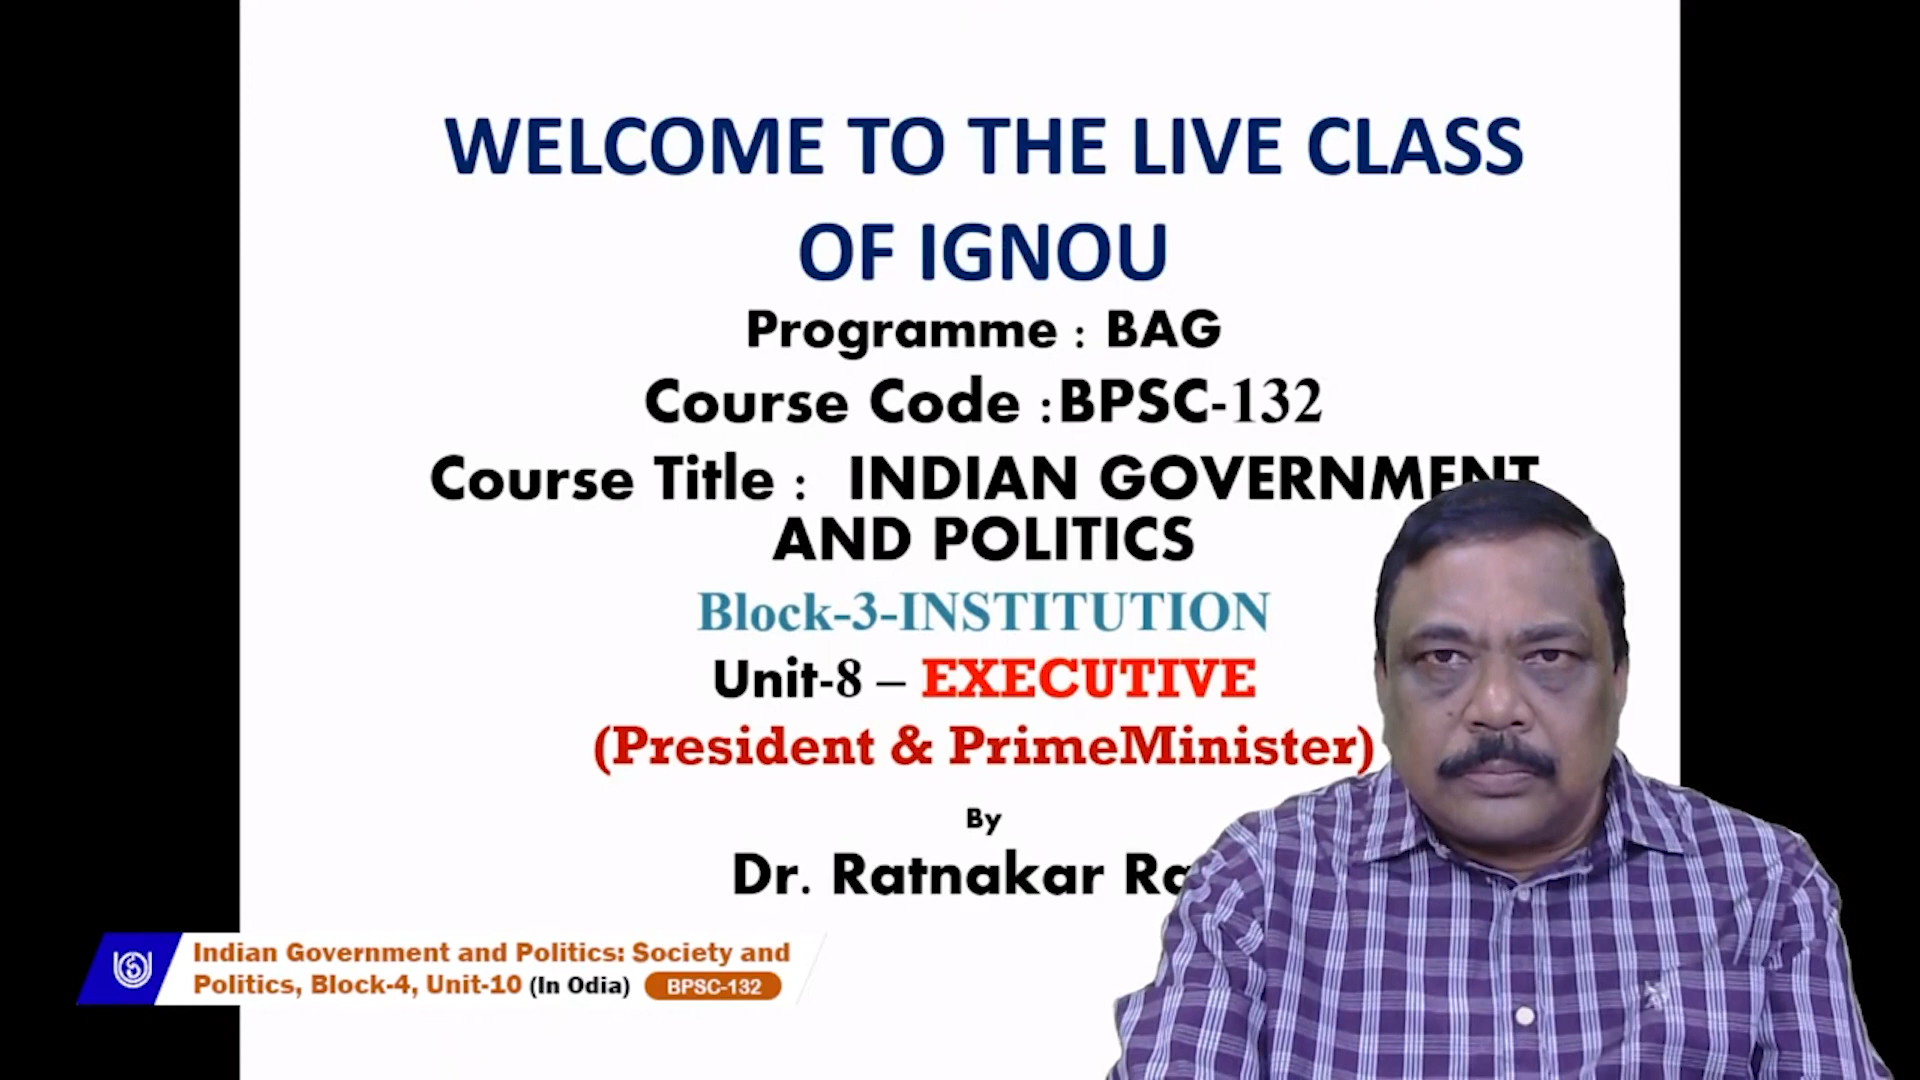 WELCOME TO THE LIVE CLASS
OF IGNOU
Programme : BAG
Course Code :BPSC-132
Course Title : INDIAN GOVERNMENT
AND POLITICS
Block-3-INSTITUTION
Unit-8 – EXECUTIVE
(President & PrimeMinister)
By
Dr. Ratnakar
Indian Government and Politics: Society and
Politics, Block-4, Unit-10 (In Odia) BPSC-132